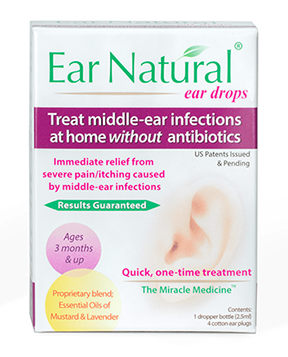 Ear Natural®
ear drops
Treat middle-ear infections
at home without antibiotics
US Patents Issued
& Pending
Immediate relief from
severe pain/itching caused
by middle-ear infections
Results Guaranteed
Ages
3 months
& up
Quick, one-time treatment
The Miracle Medicine™
Proprietary blend;
Essential Oils of
Mustard & Lavender
Contents:
1 dropper bottle (2.5ml)
4 cotton ear plugs